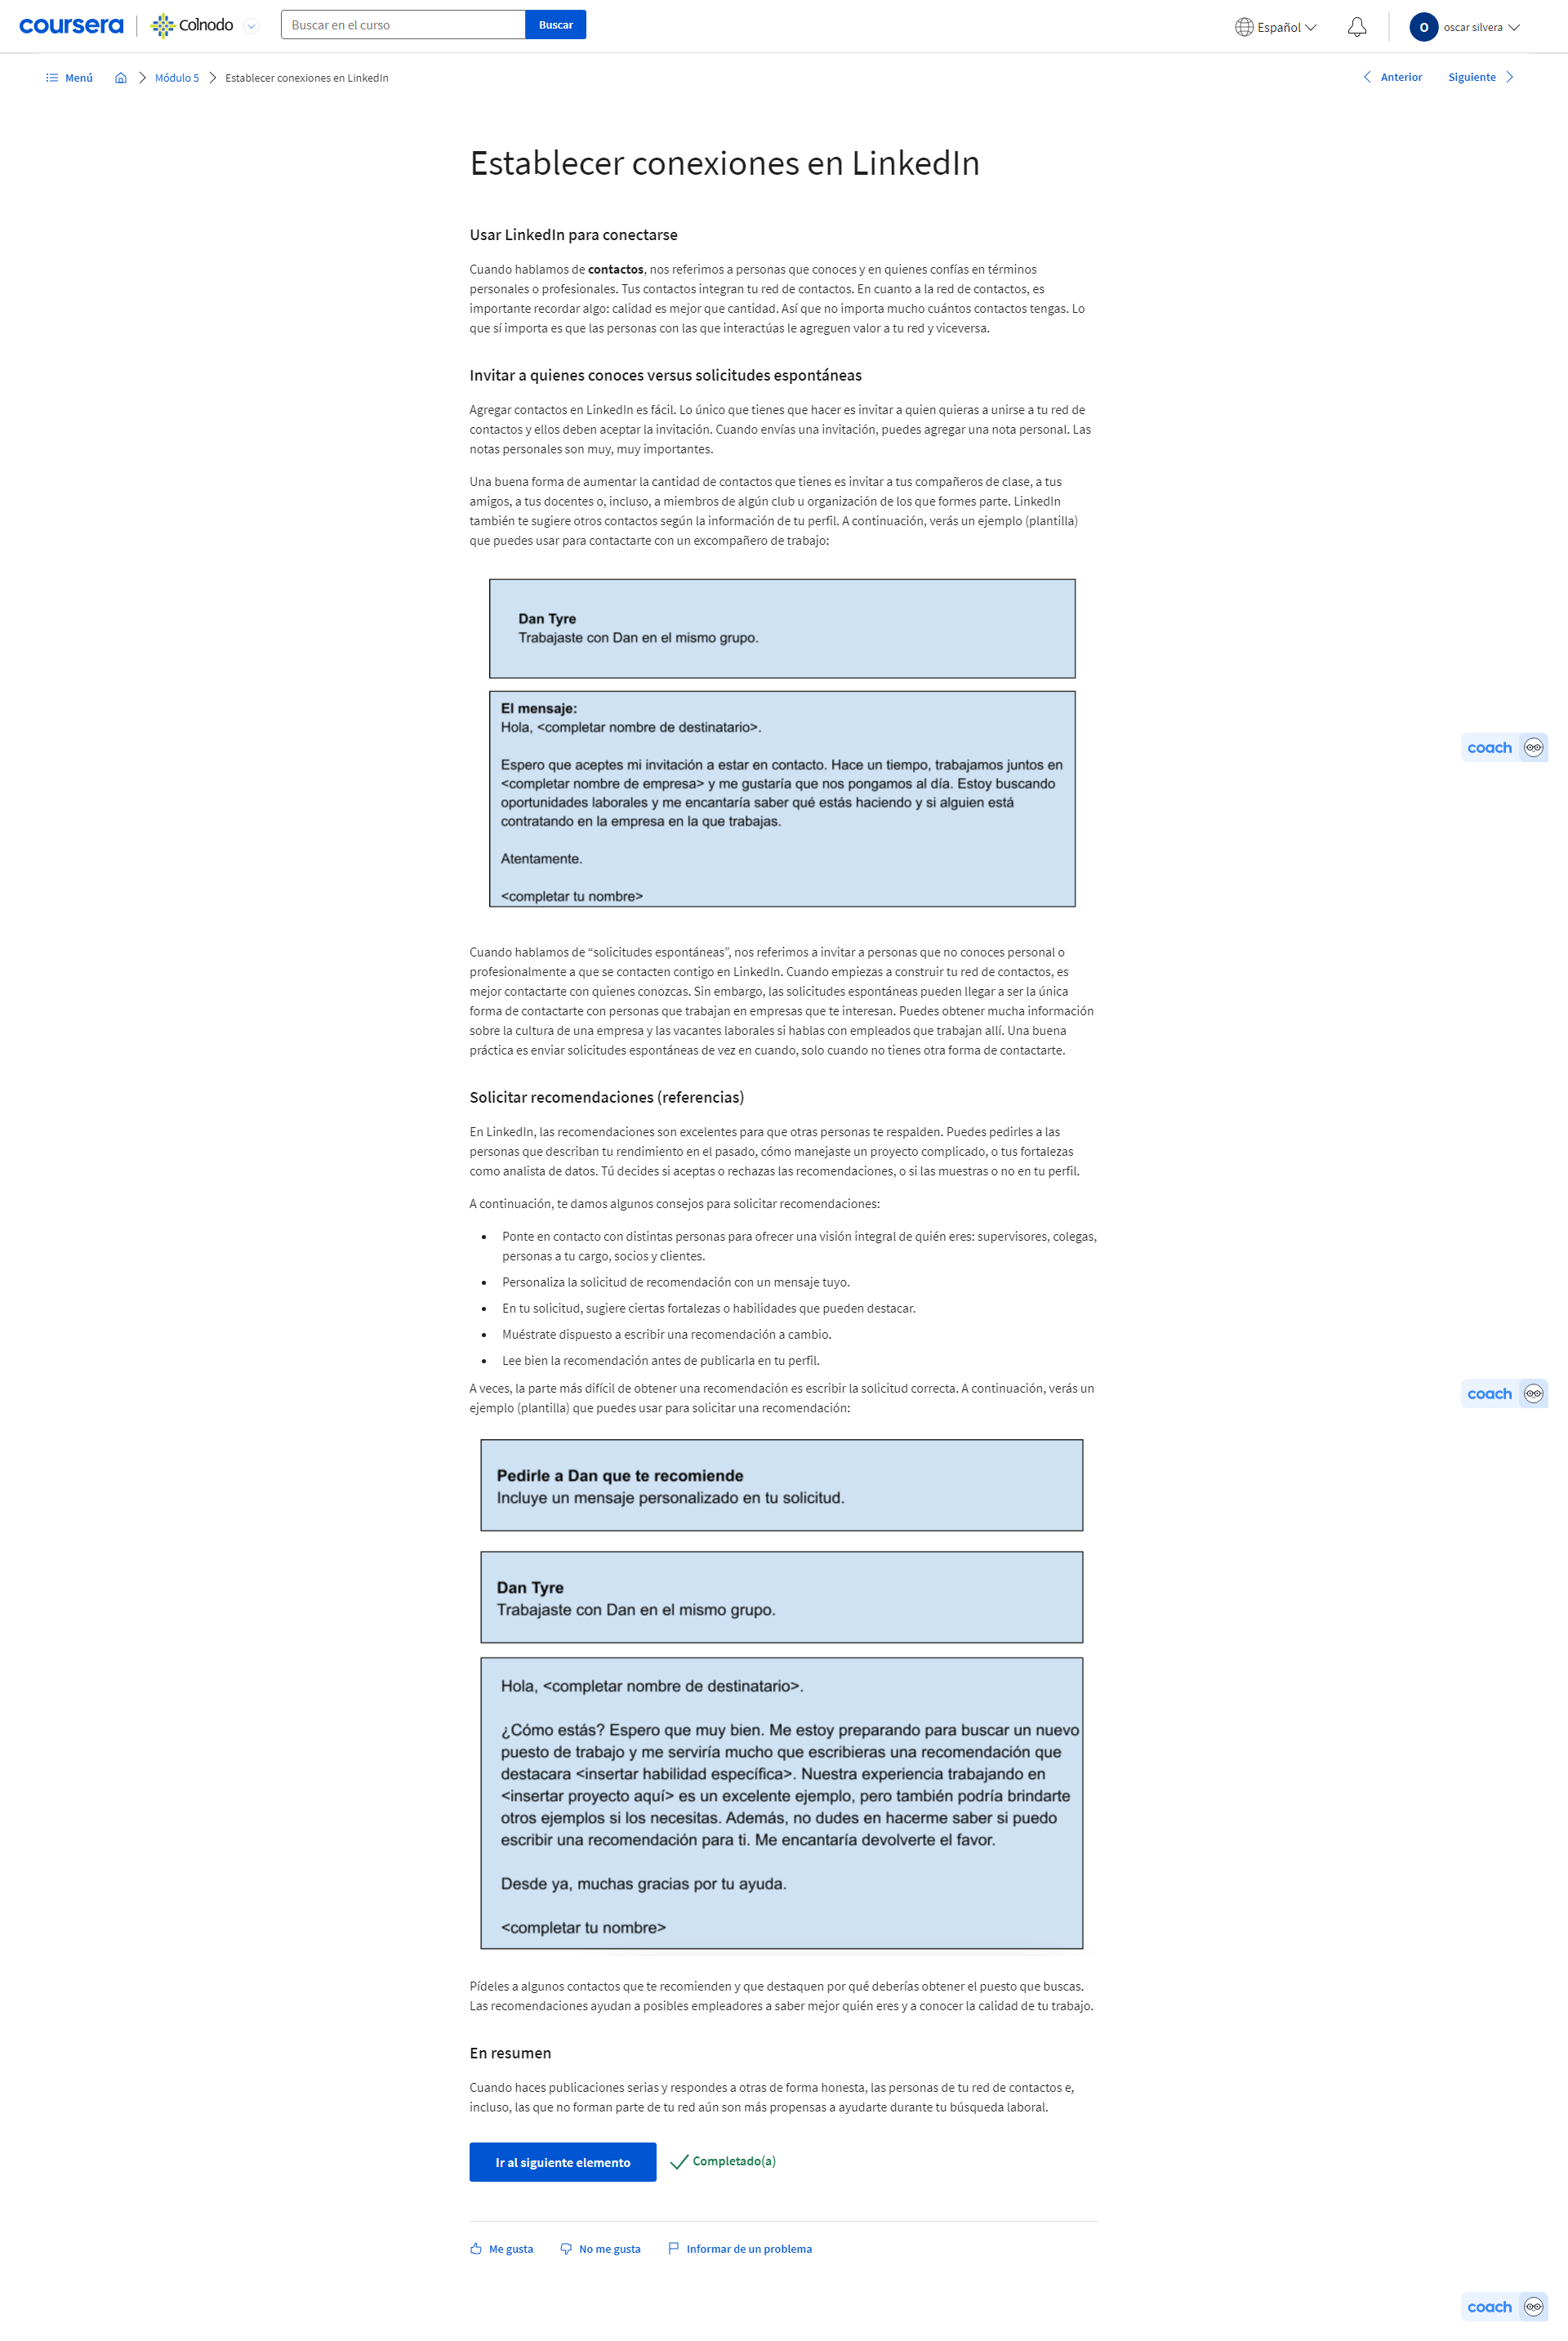 coursera
Colnodo
Buscar en el curso
Buscar
Español
O
oscar silvera
Menú
Módulo 5
Establecer conexiones en LinkedIn
Anterior
Siguiente
Establecer conexiones en LinkedIn
Usar LinkedIn para conectarse
Cuando hablamos de contactos, nos referimos a personas que conoces y en quienes confías en términos
personales o profesionales. Tus contactos integran tu red de contactos. En cuanto a la red de contactos, es
importante recordar algo: calidad es mejor que cantidad. Así que no importa mucho cuántos contactos tengas. Lo
que sí importa es que las personas con las que interactúas le agreguen valor a tu red y viceversa.
Invitar a quienes conoces versus solicitudes espontáneas
Agregar contactos en LinkedIn es fácil. Lo único que tienes que hacer es invitar a quien quieras a unirse a tu red de
contactos y ellos deben aceptar la invitación. Cuando envías una invitación, puedes agregar una nota personal. Las
notas personales son muy, muy importantes.
Una buena forma de aumentar la cantidad de contactos que tienes es invitar a tus compañeros de clase, a tus
amigos, a tus docentes o, incluso, a miembros de algún club u organización de los que formes parte. LinkedIn
también te sugiere otros contactos según la información de tu perfil. A continuación, verás un ejemplo (plantilla)
que puedes usar para contactarte con un excompañero de trabajo:
Dan Tyre
Trabajaste con Dan en el mismo grupo.
El mensaje:
Hola, <completar nombre de destinatario>.
Espero que aceptes mi invitación a estar en contacto. Hace un tiempo, trabajamos juntos en
<completar nombre de empresa> y me gustaría que nos pongamos al día. Estoy buscando
oportunidades laborales y me encantaría saber qué estás haciendo y si alguien está
contratando en la empresa en la que trabajas.
Atentamente.
<completar tu nombre>
coach
Cuando hablamos de “solicitudes espontáneas”, nos referimos a invitar a personas que no conoces personal o
profesionalmente a que se contacten contigo en LinkedIn. Cuando empiezas a construir tu red de contactos, es
mejor contactarte con quienes conozcas. Sin embargo, las solicitudes espontáneas pueden llegar a ser la única
forma de contactarte con personas que trabajan en empresas que te interesan. Puedes obtener mucha información
sobre la cultura de una empresa y las vacantes laborales si hablas con empleados que trabajan allí. Una buena
práctica es enviar solicitudes espontáneas de vez en cuando, solo cuando no tienes otra forma de contactarte.
Solicitar recomendaciones (referencias)
En LinkedIn, las recomendaciones son excelentes para que otras personas te respalden. Puedes pedirles a las
personas que describan tu rendimiento en el pasado, cómo manejaste un proyecto complicado, o tus fortalezas
como analista de datos. Tú decides si aceptas o rechazas las recomendaciones, o si las muestras o no en tu perfil.
A continuación, te damos algunos consejos para solicitar recomendaciones:
• Ponte en contacto con distintas personas para ofrecer una visión integral de quién eres: supervisores, colegas,
personas a tu cargo, socios y clientes.
• Personaliza la solicitud de recomendación con un mensaje tuyo.
• En tu solicitud, sugiere ciertas fortalezas o habilidades que pueden destacar.
• Muéstrate dispuesto a escribir una recomendación a cambio.
• Lee bien la recomendación antes de publicarla en tu perfil.
A veces, la parte más difícil de obtener una recomendación es escribir la solicitud correcta. A continuación, verás un
ejemplo (plantilla) que puedes usar para solicitar una recomendación:
coach
Pedirle a Dan que te recomiende
Incluye un mensaje personalizado en tu solicitud.
Dan Tyre
Trabajaste con Dan en el mismo grupo.
Hola, <completar nombre de destinatario>.
¿Cómo estás? Espero que muy bien. Me estoy preparando para buscar un nuevo
puesto de trabajo y me serviría mucho que escribieras una recomendación que
destacara <insertar habilidad específica>. Nuestra experiencia trabajando en
<insertar proyecto aquí> es un excelente ejemplo, pero también podría brindarte
otros ejemplos si los necesitas. Además, no dudes en hacerme saber si puedo
escribir una recomendación para ti. Me encantaría devolverte el favor.
Desde ya, muchas gracias por tu ayuda.
<completar tu nombre>
Pídeles a algunos contactos que te recomienden y que destaquen por qué deberías obtener el puesto que buscas.
Las recomendaciones ayudan a posibles empleadores a saber mejor quién eres y a conocer la calidad de tu trabajo.
En resumen
Cuando haces publicaciones serias y respondes a otras de forma honesta, las personas de tu red de contactos e,
incluso, las que no forman parte de tu red aún son más propensas a ayudarte durante tu búsqueda laboral.
Ir al siguiente elemento
Completado(a)
Me gusta
No me gusta
Informar de un problema
coach